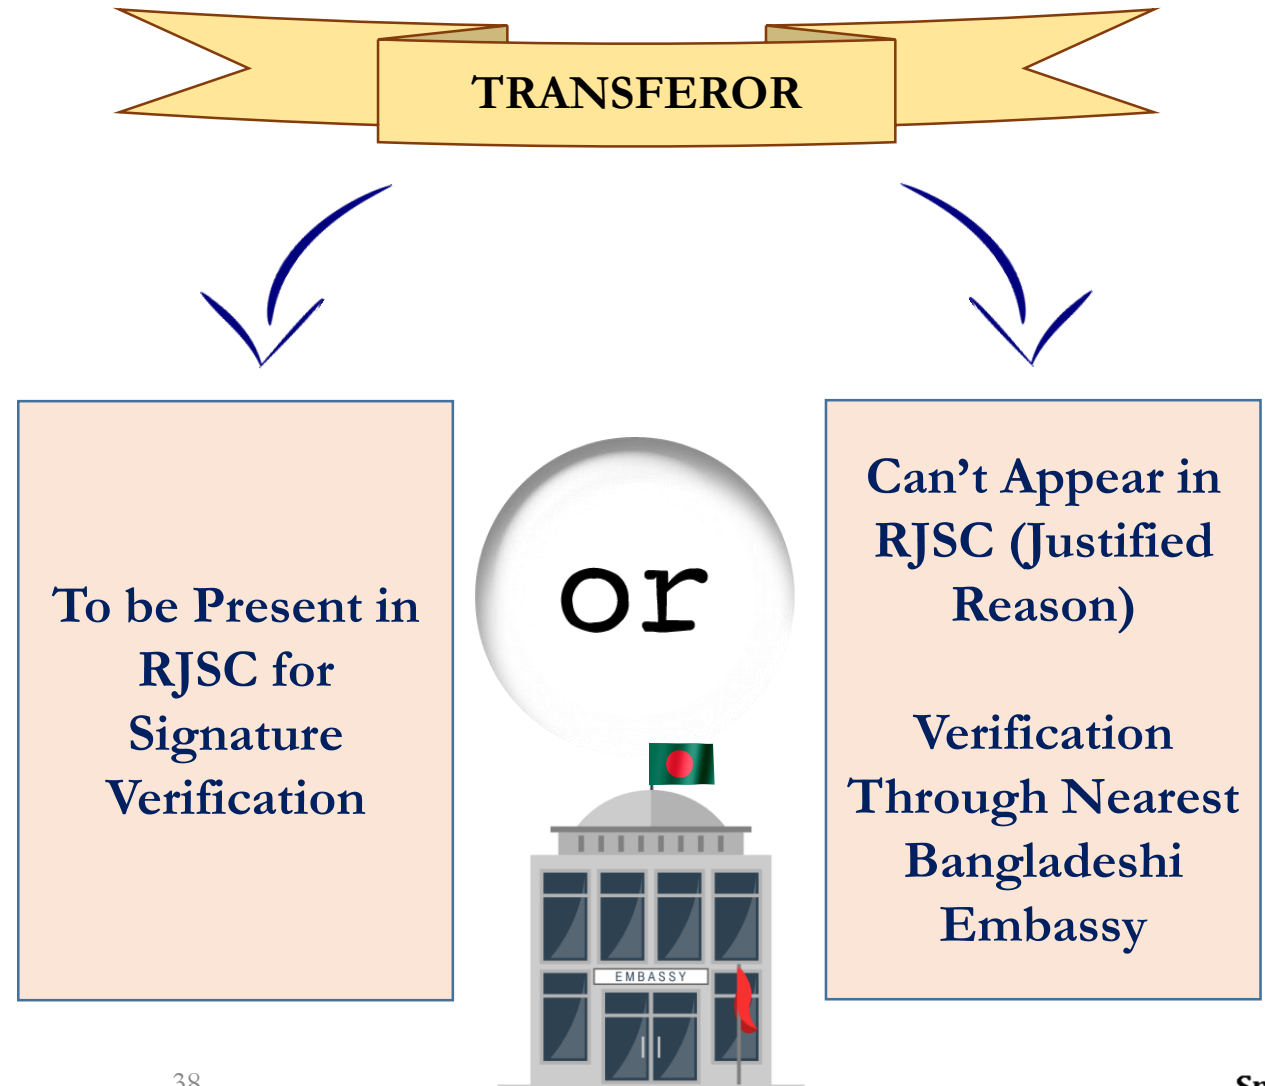 TRANSFEROR
To be Present in
RJSC for
Signature
Verification
or
Can’t Appear in
RJSC (Justified
Reason)
Verification
Through Nearest
Bangladeshi
Embassy
EMBASSY
38